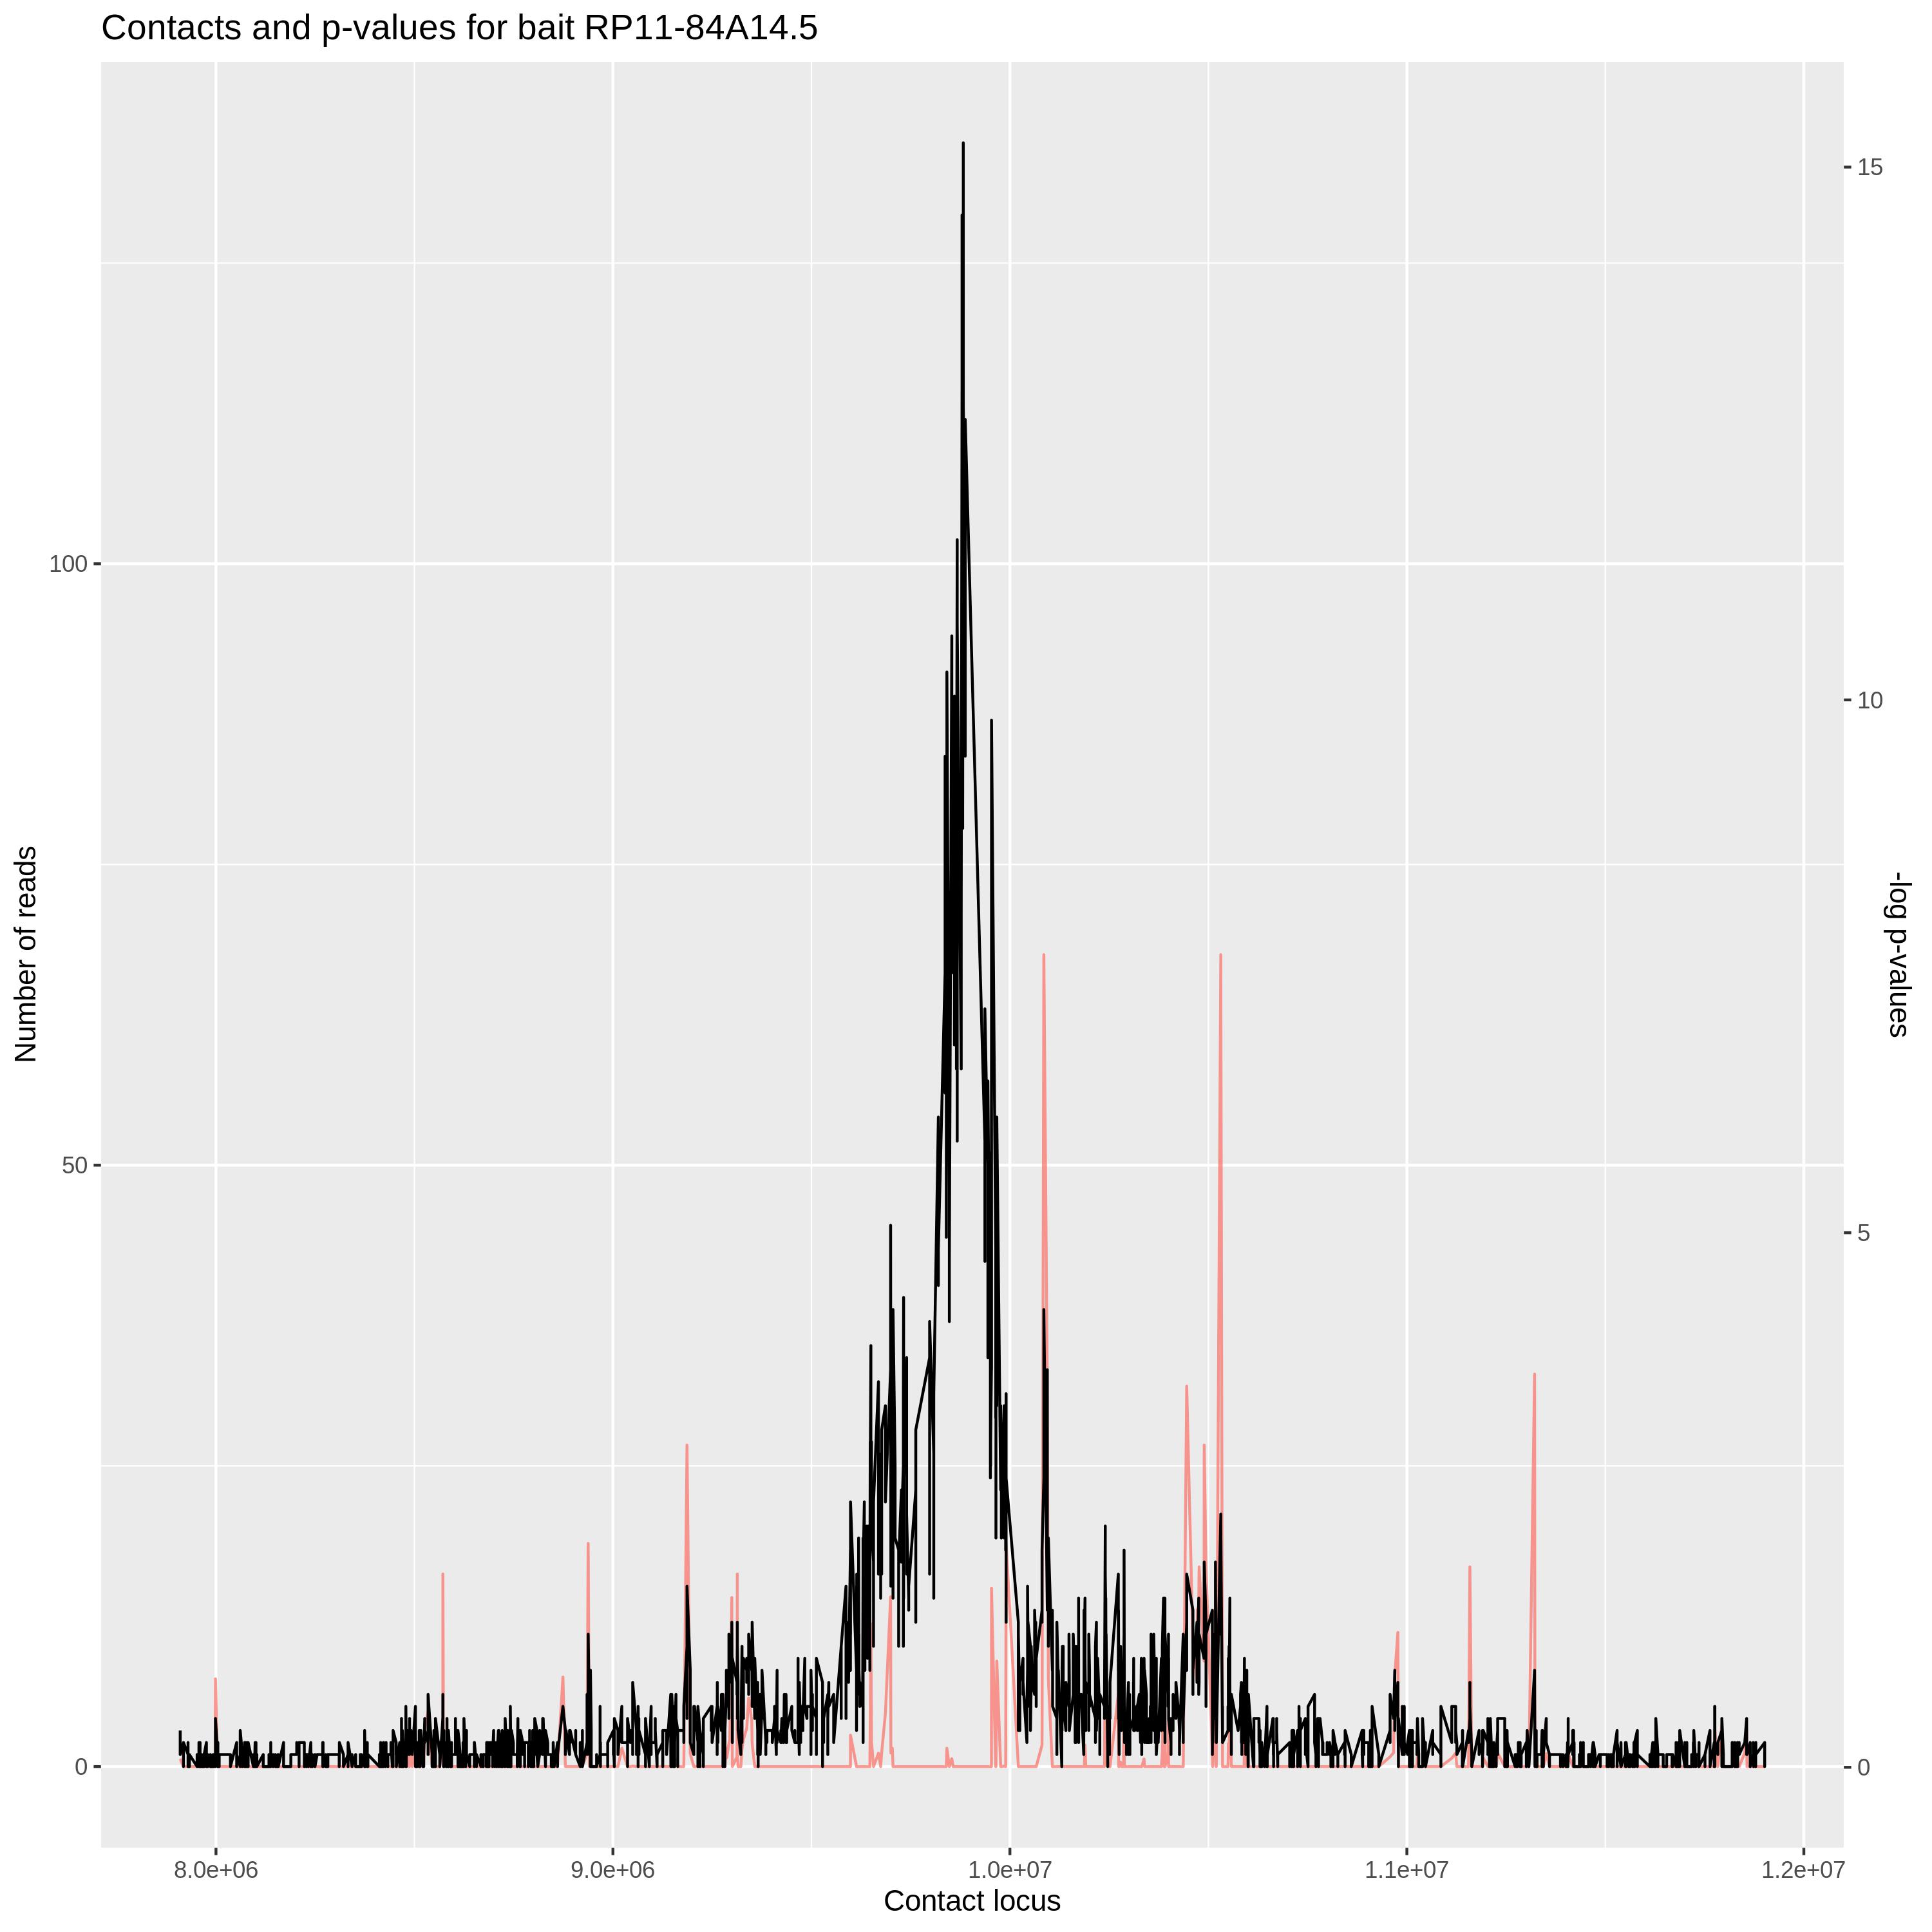 Contacts and p-values for bait RP11-84A14.5
Number of reads
100
50
0
15
10
5
0
-log p-values
8.0e+06 9.0e+06 1.0e+07 1.1e+07 1.2e+07
Contact locus